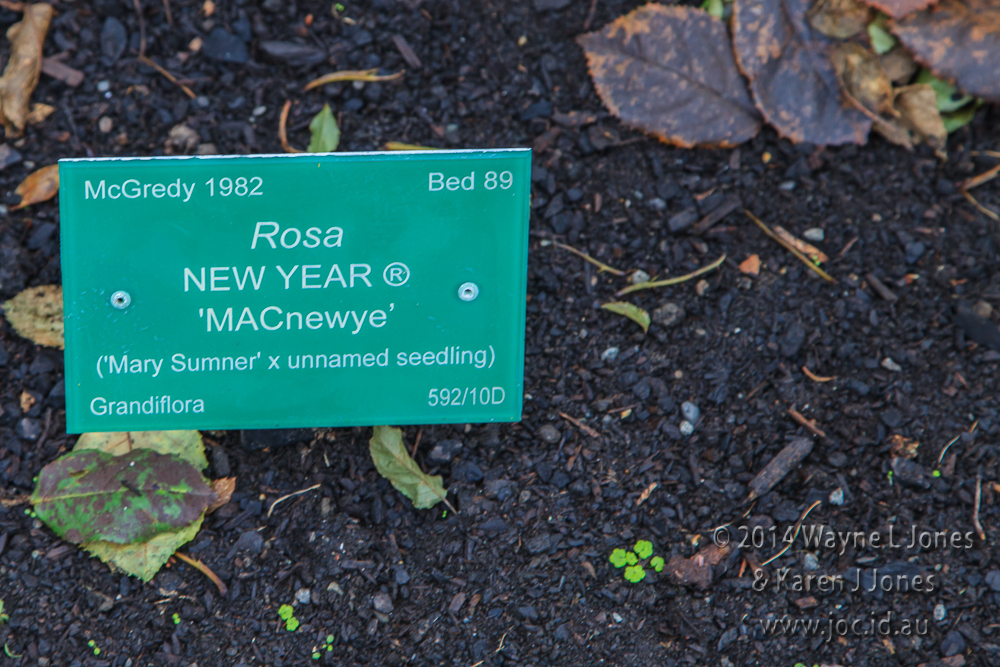 McGredy 1982 Bed 89
Rosa
NEW YEAR ®
'MACnewye'
('Mary Sumner' x unnamed seedling)
Grandiflora 592/10D
© 2014 Wayne L Jones
& Karen J Jones
www.joc.id.au